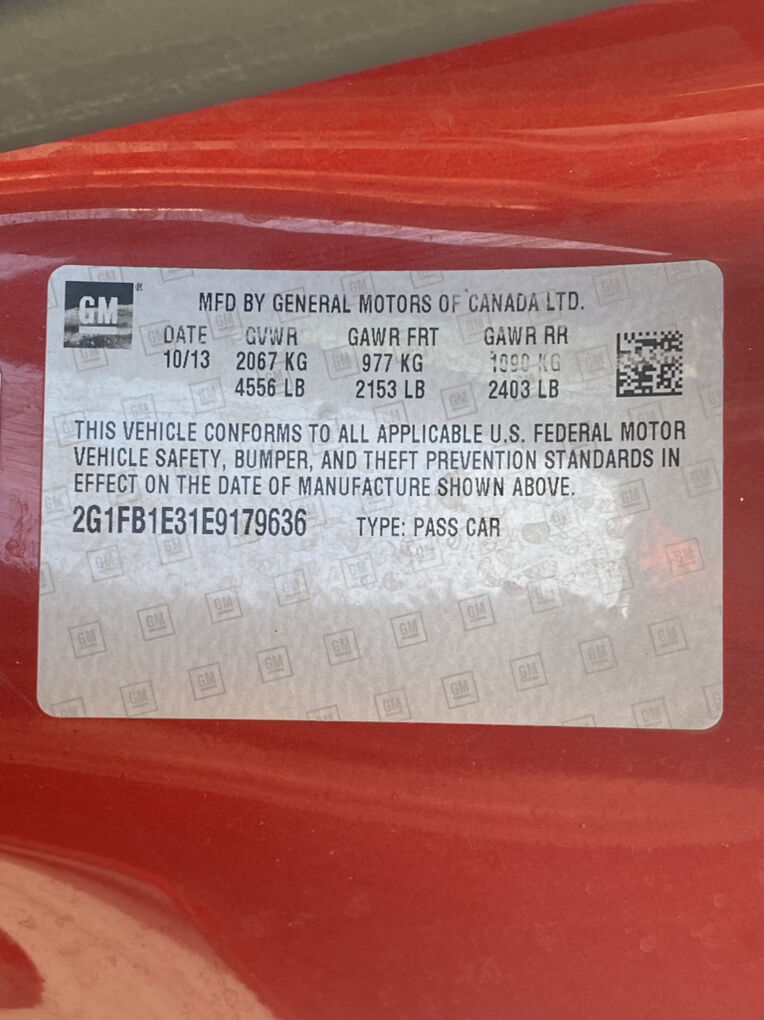 GM®
MFD BY GENERAL MOTORS OF CANADA LTD.
DATE GVWR GAWR FRT GAWR RR
10/13 2067 KG 977 KG 1090 KG
4556 LB 2153 LB 2403 LB
THIS VEHICLE CONFORMS TO ALL APPLICABLE U.S. FEDERAL MOTOR
VEHICLE SAFETY, BUMPER, AND THEFT PREVENTION STANDARDS IN
EFFECT ON THE DATE OF MANUFACTURE SHOWN ABOVE.
2G1FB1E31E9179636 TYPE: PASS CAR